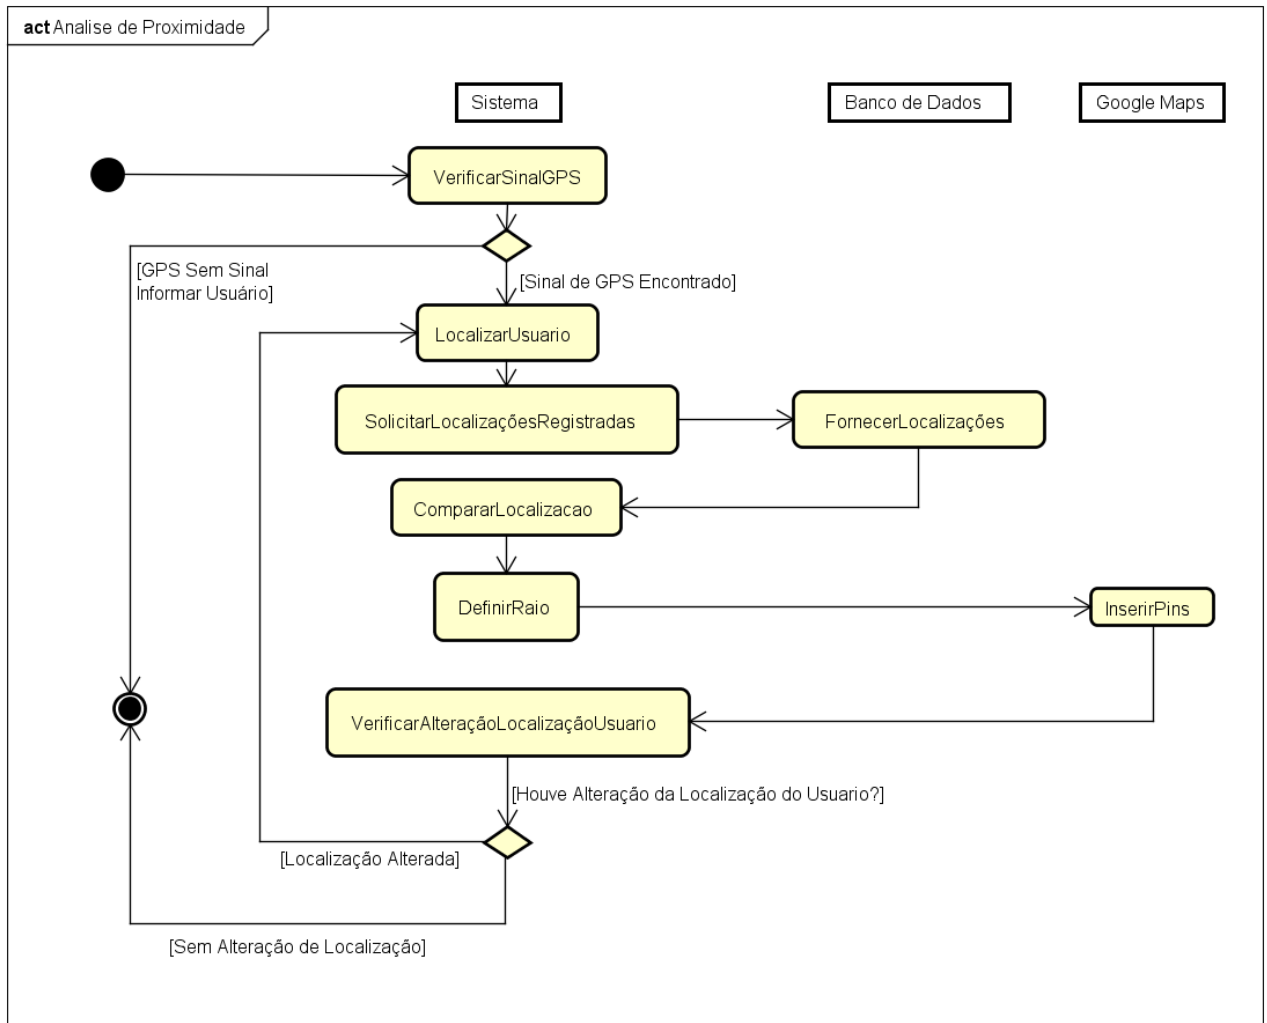 act Analise de Proximidade
Sistema
Banco de Dados
Google Maps
VerificarSinalGPS
[GPS Sem Sinal
Informar Usuário]
[Sinal de GPS Encontrado]
LocalizarUsuario
SolicitarLocalizaçõesRegistradas
FornecerLocalizações
CompararLocalizacao
DefinirRaio
InserirPins
VerificarAlteraçãoLocalizaçãoUsuario
[Houve Alteração da Localização do Usuario?]
[Localização Alterada]
[Sem Alteração de Localização]